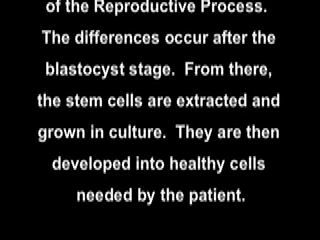 of the Reproductive Process.
The differences occur after the
blastocyst stage.  From there,
the stem cells are extracted and
grown in culture.  They are then
developed into healthy cells
needed by the patient.